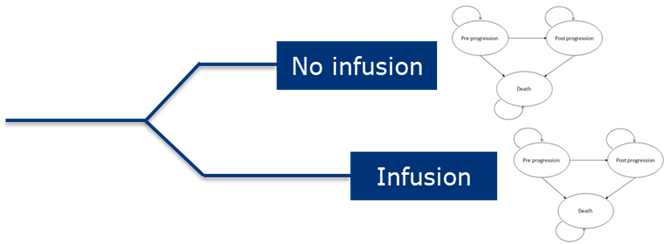 No infusion
Pre progression
Post progression
Death
Infusion
Pre progression
Post progression
Death